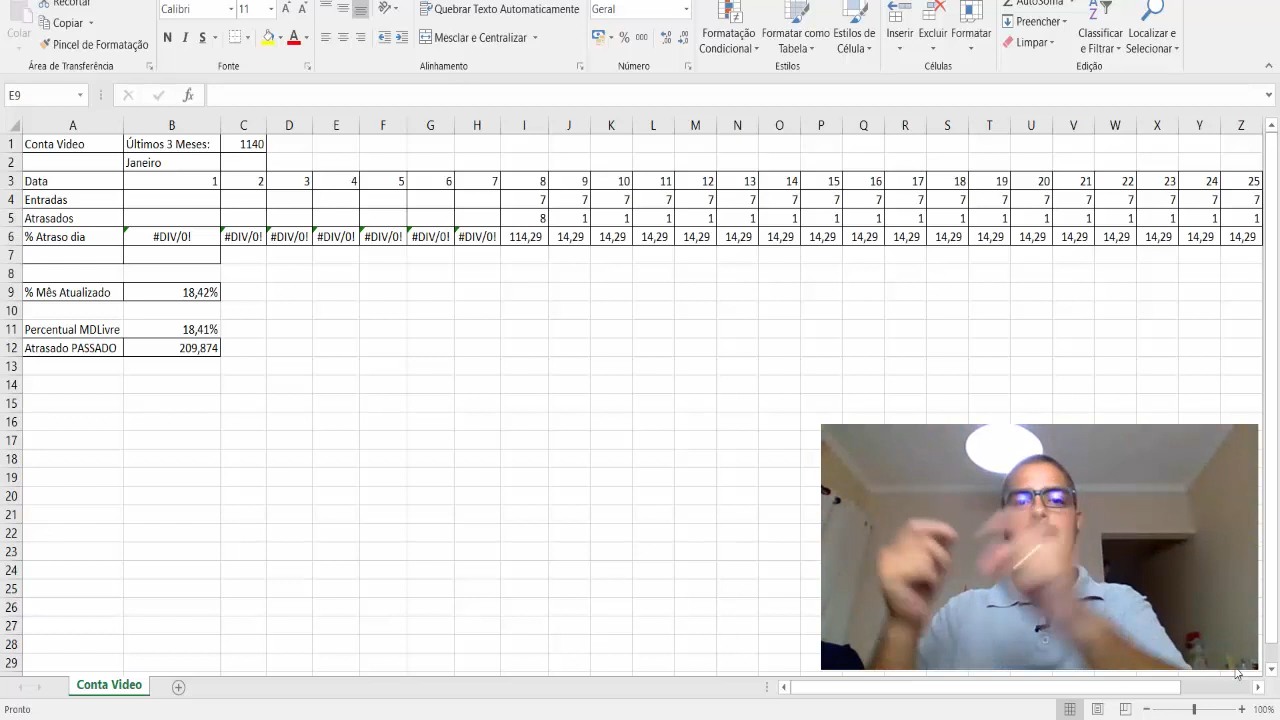 Recortar
Copiar
Pincel de Formatação
Colar
Área de Transferência
Calibri 11
N I S
Fonte
Quebrar Texto Automaticamente
Mesclar e Centralizar
Alinhamento
Geral
% 000
Número
Formatação Condicional
Formatar como Tabela
Estilos de Célula
Estilos
Inserir
Excluir
Formatar
Células
AutoSoma
Preencher
Limpar
Classificar e Filtrar
Localizar e Selecionar
Edição
E9 fx
A B C D E F G H I J K L M N O P Q R S T U V W X Y Z
1 Conta Video Últimos 3 Meses: 1140
2 Janeiro
3 Data 1 2 3 4 5 6 7 8 9 10 11 12 13 14 15 16 17 18 19 20 21 22 23 24 25
4 Entradas 7 7 7 7 7 7 7 7 7 7 7 7 7 7 7 7 7 7
5 Atrasados 8 1 1 1 1 1 1 1 1 1 1 1 1 1 1 1 1 1
6 % Atraso dia #DIV/0! #DIV/0! #DIV/0! #DIV/0! #DIV/0! #DIV/0! #DIV/0! 114,29 14,29 14,29 14,29 14,29 14,29 14,29 14,29 14,29 14,29 14,29 14,29 14,29 14,29 14,29 14,29 14,29 14,29
7
8
9 % Mês Atualizado 18,42%
10
11 Percentual MDLivre 18,41%
12 Atrasado PASSADO 209,874
13
14
15
16
17
18
19
20
21
22
23
24
25
26
27
28
29
Conta Video
Pronto 100%